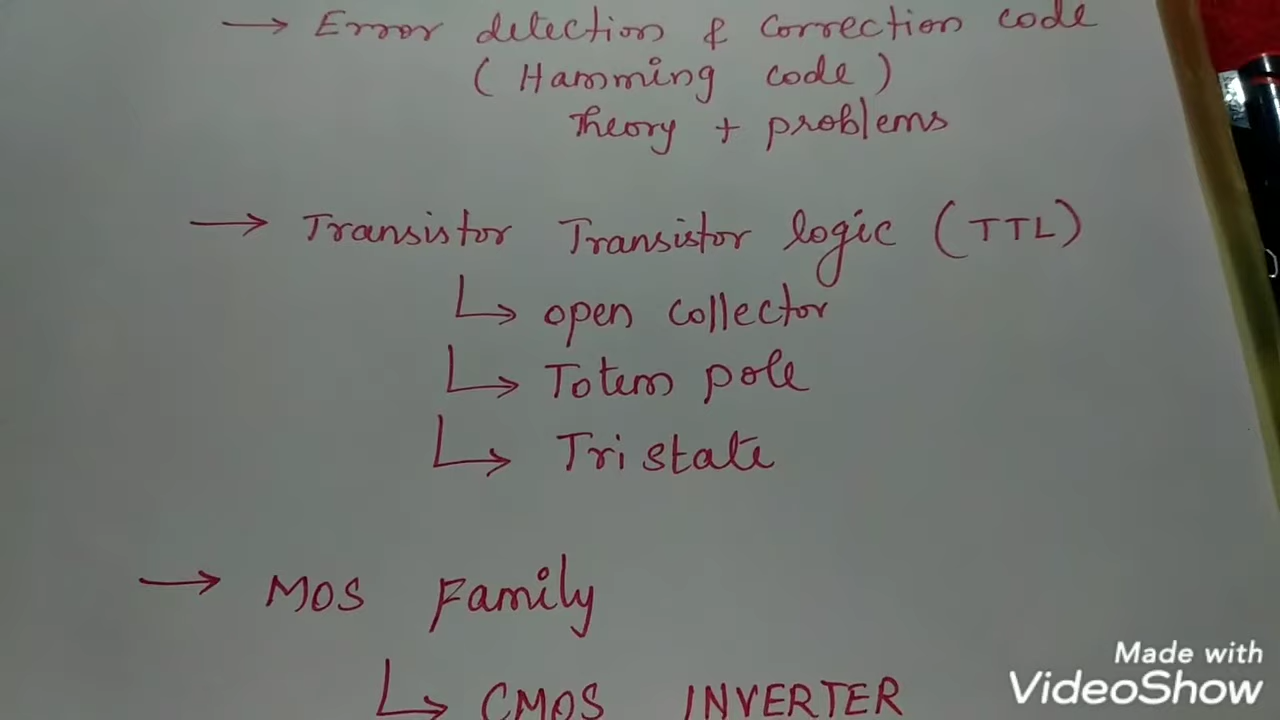 → Error detection & correction code
(Hamming code)
Theory + problems
→ Transistor Transistor logic (TTL)
↳ open collector
↳ Totem pole
↳ Tristate
→ MOS Family
↳ CMOS INVERTER
Made with
VideoShow